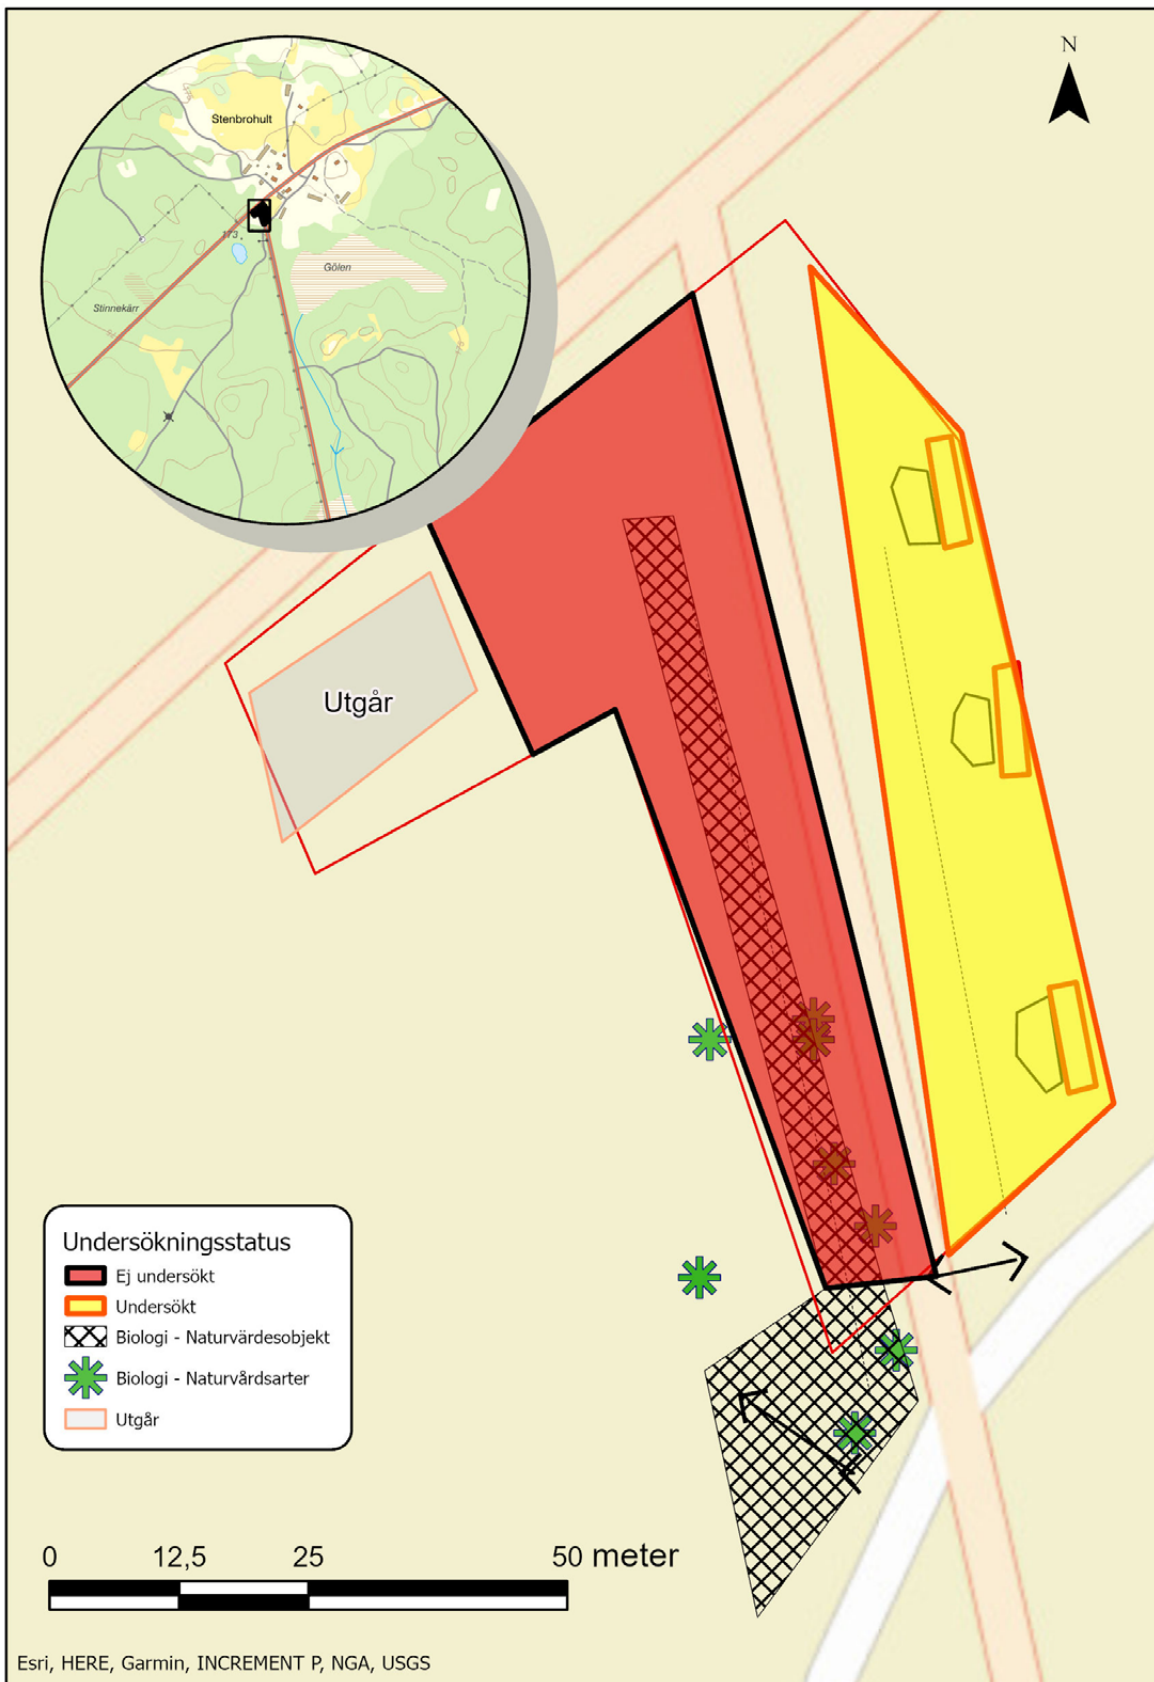 N
Stenbrohult
173
Gölen
Stinnekärr
Utgår
Undersökningsstatus
Ej undersökt
Undersökt
Biologi - Naturvärdesobjekt
Biologi - Naturvårdsarter
Utgår
0 12,5 25 50 meter
Esri, HERE, Garmin, INCREMENT P, NGA, USGS